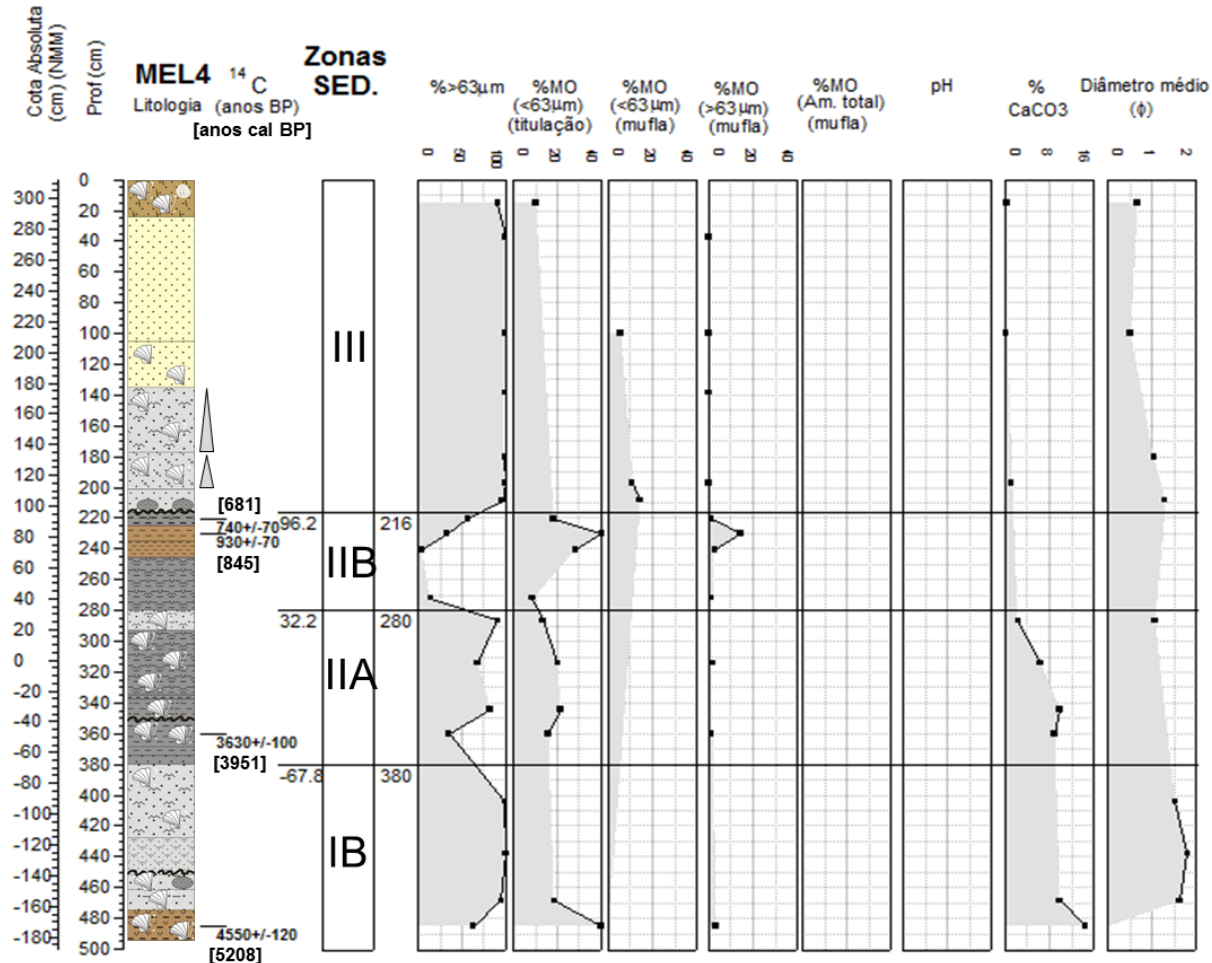 Cota Absoluta
(cm) (NMM)
Prof (cm)
MEL4
Litologia
14 C
(anos BP)
[anos cal BP]
Zonas
SED.
%>63µm
%MO
(<63µm)
(titulação)
%MO
(<63µm)
(mufla)
%MO
(>63µm)
(mufla)
%MO
(Am. total)
(mufla)
pH
%
CaCO3
Diâmetro médio
(ϕ)
0 50 100
0 20 40
0 20 40
0 20 40
0 8 16
0 1 2
300
280
260
240
220
200
180
160
140
120
100
80
60
40
20
0
-20
-40
-60
-80
-100
-120
-140
-160
-180
0
20
40
60
80
100
120
140
160
180
200
220
240
260
280
300
320
340
360
380
400
420
440
460
480
500
[681]
740+/-70
930+/-70
[845]
3630+/-100
[3951]
4550+/-120
[5208]
III
96.2 216
IIB
32.2 280
IIA
-67.8 380
IB